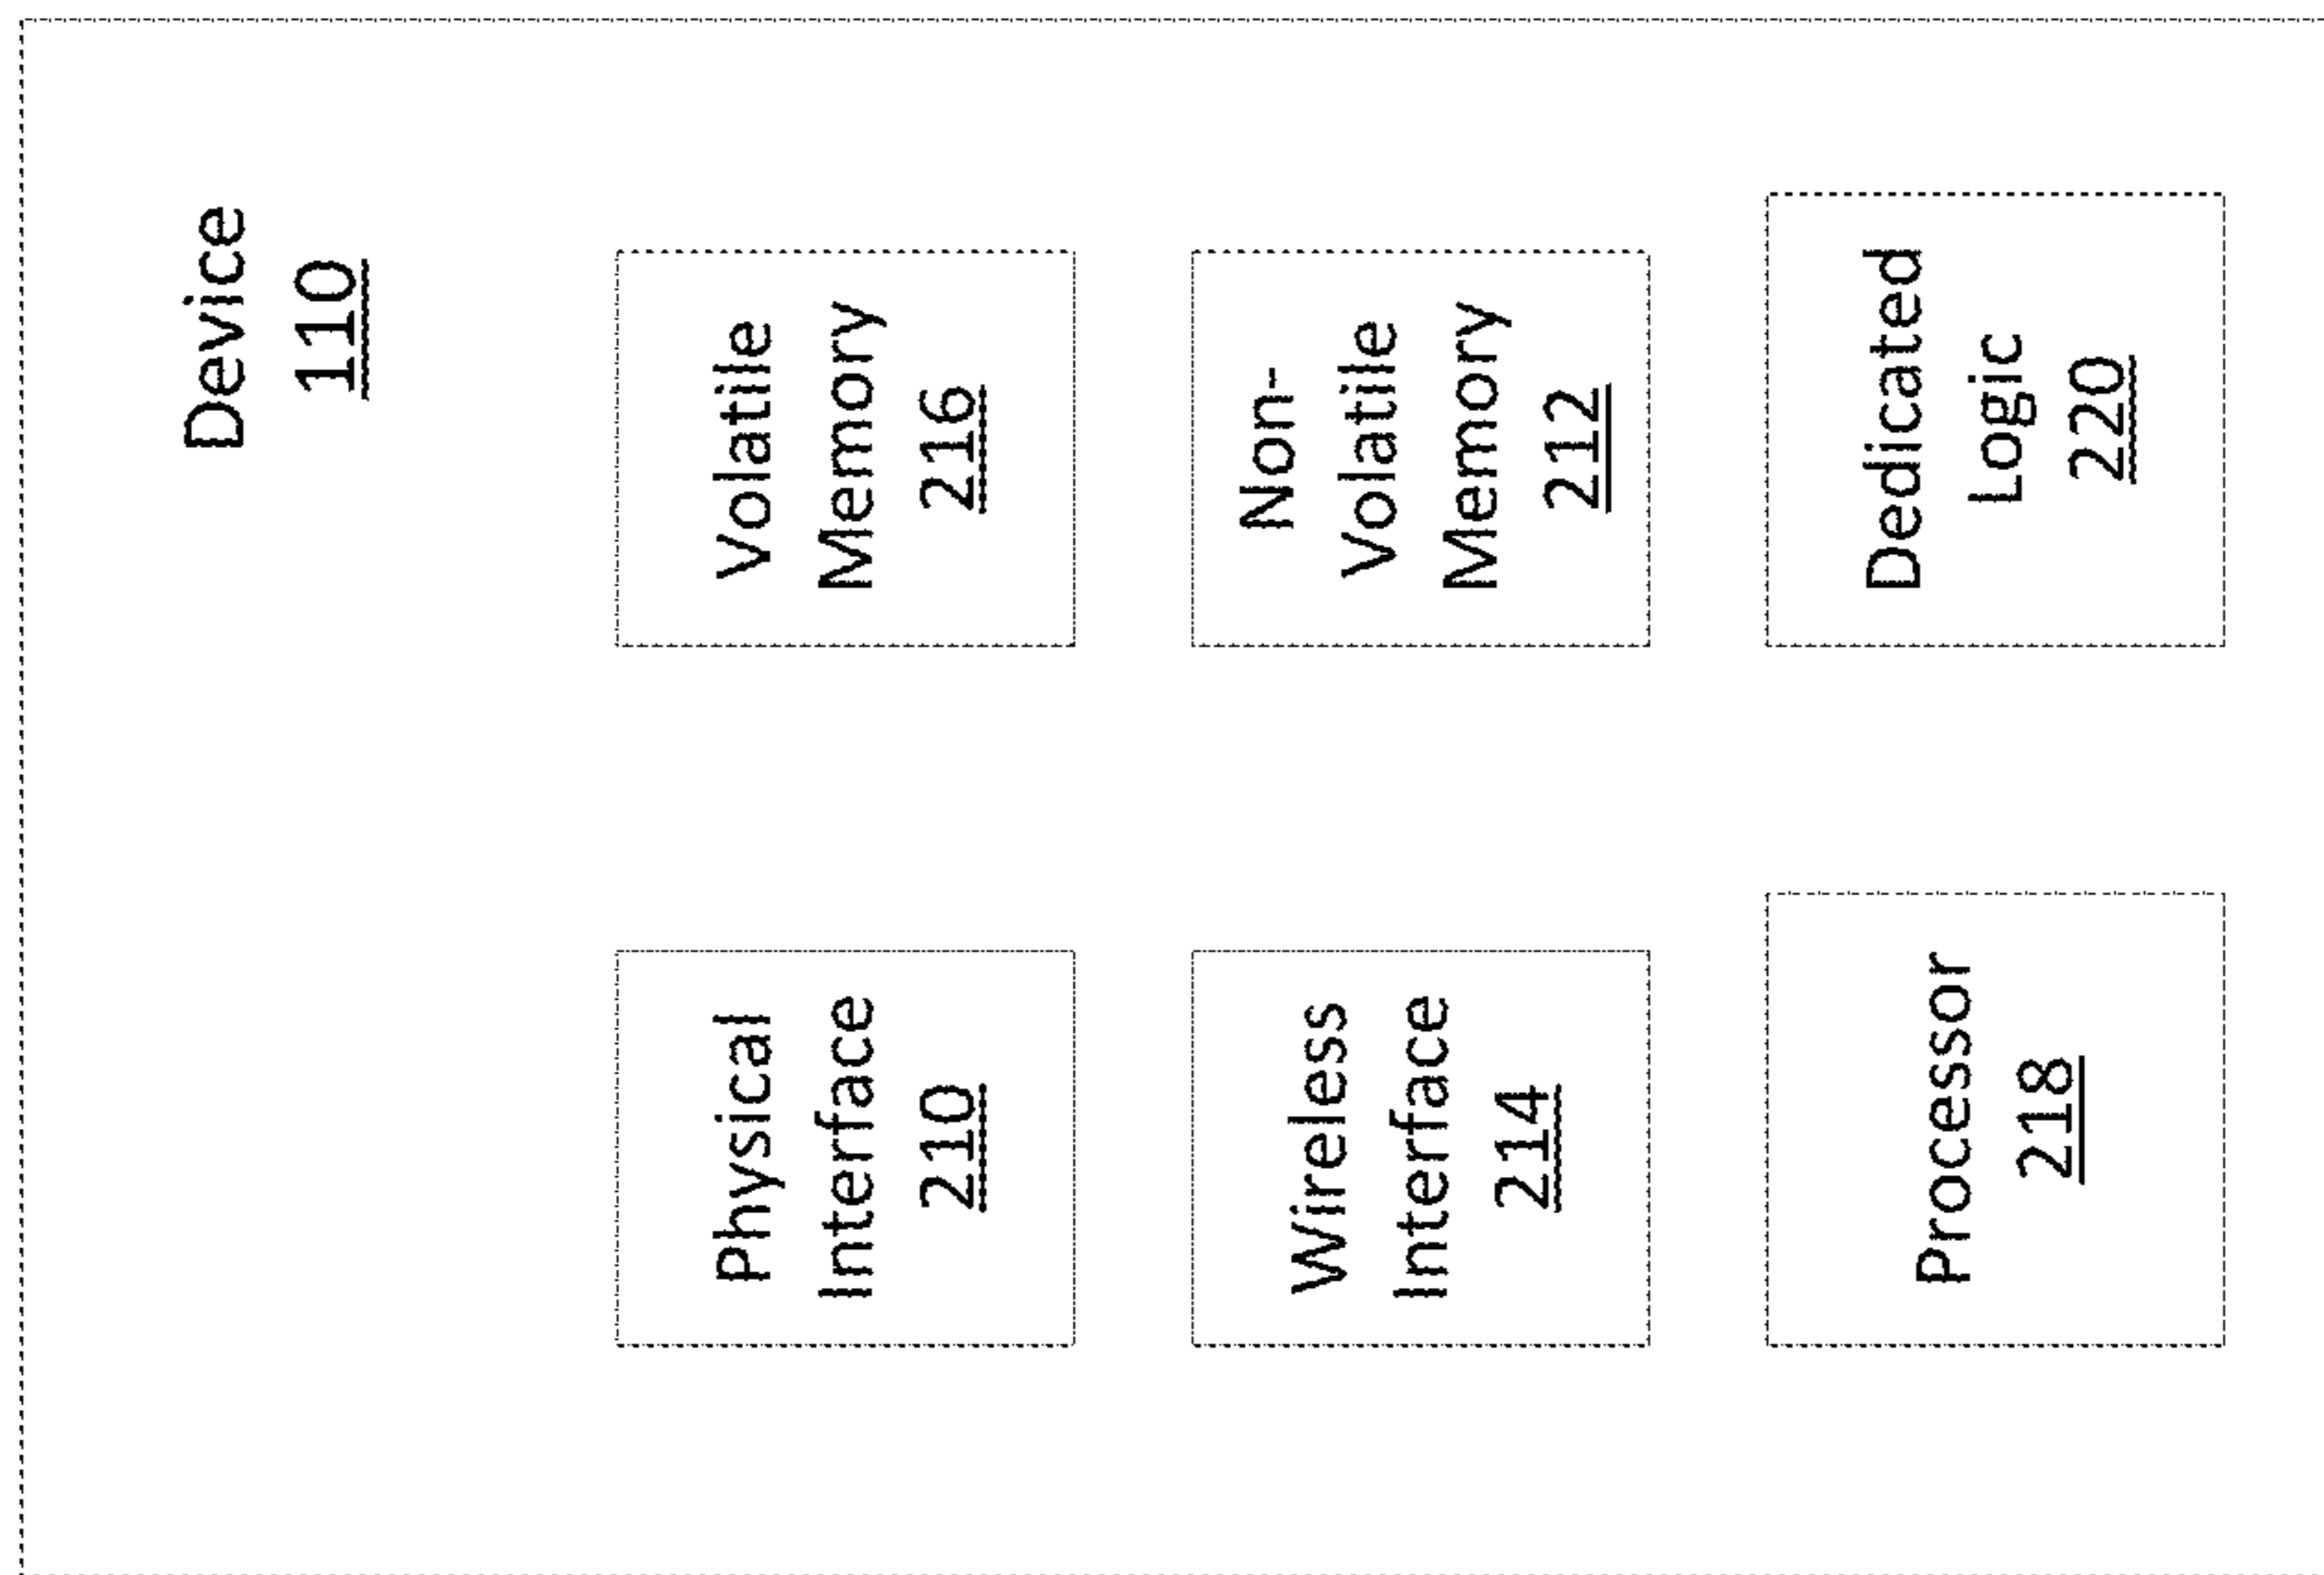 Device
110
Physical
Interface
210
Volatile
Memory
216
Wireless
Interface
214
Non-
Volatile
Memory
212
Processor
218
Dedicated
Logic
220